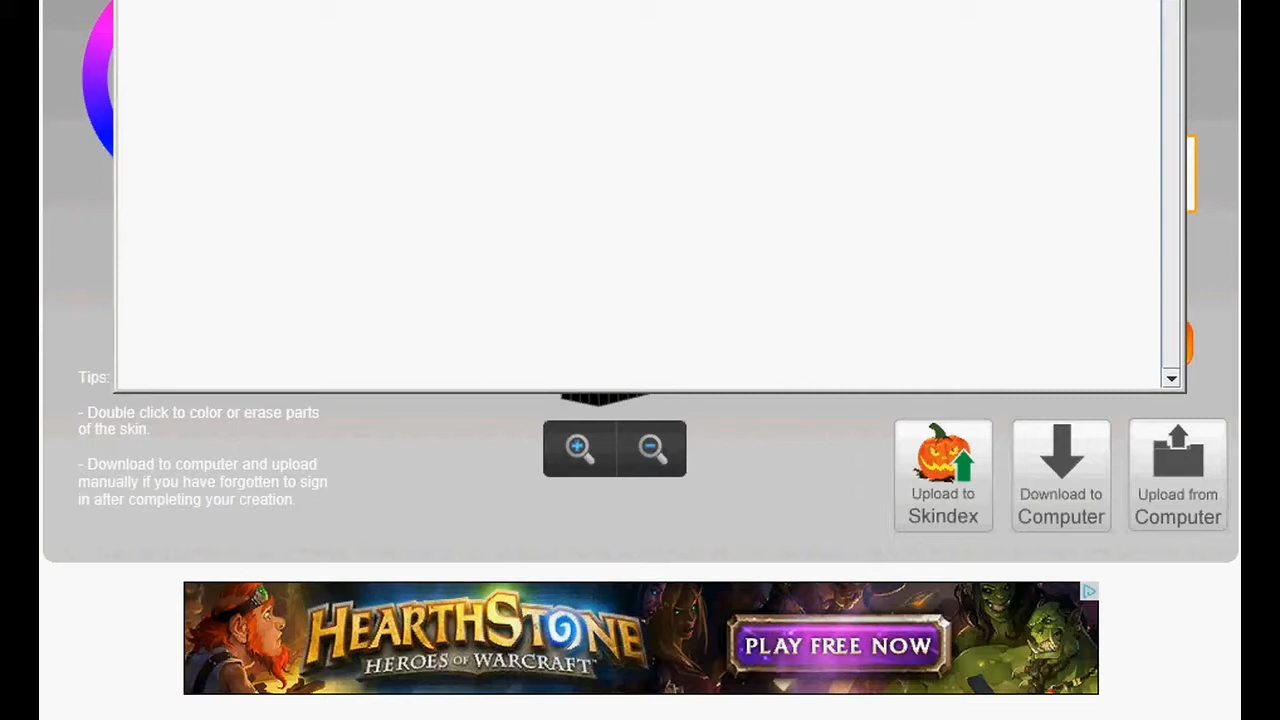 Tips:
- Double click to color or erase parts
of the skin.
- Download to computer and upload
manually if you have forgotten to sign
in after completing your creation.
Upload to
Skindex
Download to
Computer
Upload from
Computer
HEARTHSTONE
HEROES OF WARCRAFT™
PLAY FREE NOW